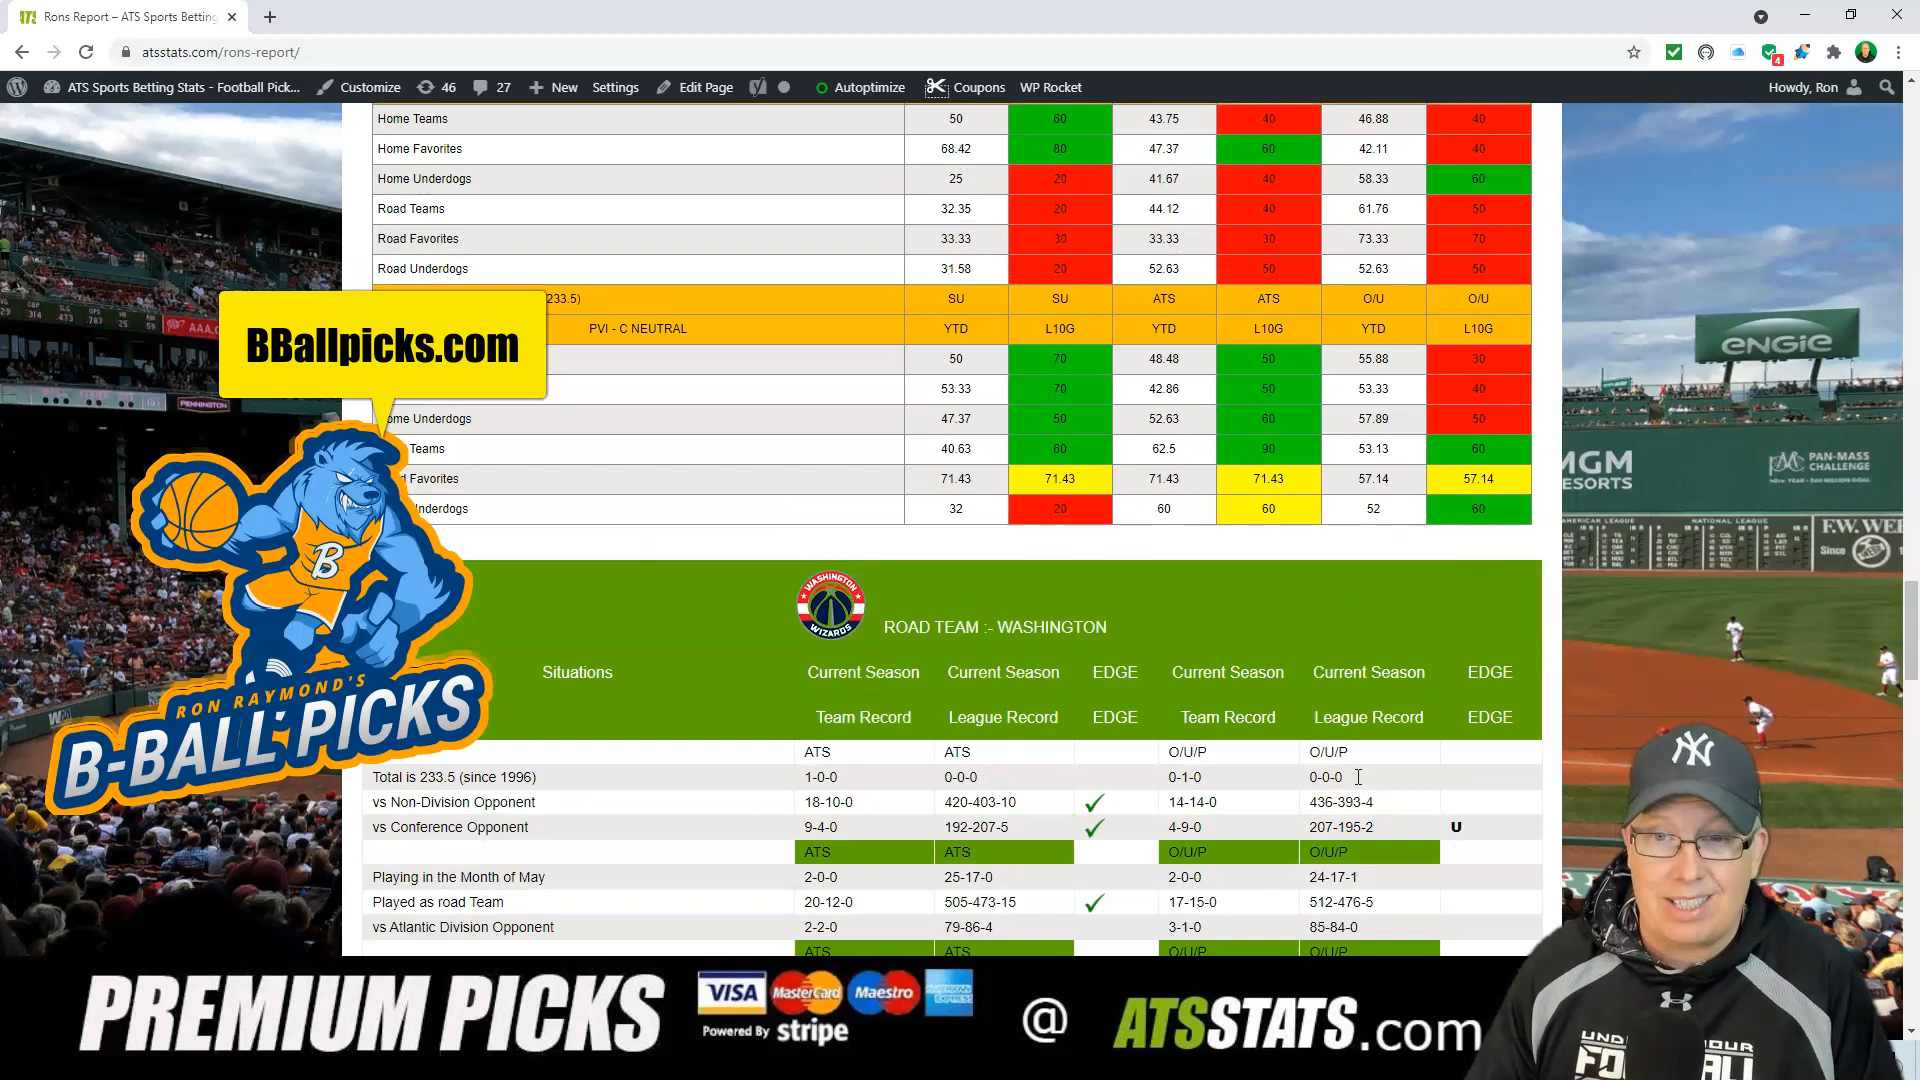 Rons Report – ATS Sports Betting
atsstats.com/rons-report/
4
ATS Sports Betting Stats - Football Pick... Customize 46 27 New Settings Edit Page Autoptimize Coupons WP Rocket Howdy, Ron
Home Teams 50 60 43.75 40 46.88 40
Home Favorites 68.42 80 47.37 60 42.11 40
Home Underdogs 25 20 41.67 40 58.33 60
Road Teams 32.35 20 44.12 40 61.76 50
Road Favorites 33.33 30 33.33 30 73.33 70
Road Underdogs 31.58 20 52.63 50 52.63 50
233.5) SU SU ATS ATS O/U O/U
PVI - C NEUTRAL YTD L10G YTD L10G YTD L10G
50 70 48.48 50 55.88 30
53.33 70 42.86 50 53.33 40
ome Underdogs 47.37 50 52.63 60 57.89 50
Teams 40.63 60 62.5 90 53.13 60
Favorites 71.43 71.43 71.43 71.43 57.14 57.14
nderdogs 32 20 60 60 52 60
BBallpicks.com
B
RON RAYMOND'S
B-BALL PICKS
WASHINGTON
WIZARDS
ROAD TEAM :- WASHINGTON
Situations Current Season Current Season EDGE Current Season Current Season EDGE
Team Record League Record EDGE Team Record League Record EDGE
ATS ATS O/U/P O/U/P
Total is 233.5 (since 1996) 1-0-0 0-0-0 0-1-0 0-0-0
vs Non-Division Opponent 18-10-0 420-403-10 14-14-0 436-393-4
vs Conference Opponent 9-4-0 192-207-5 4-9-0 207-195-2 U
ATS ATS O/U/P O/U/P
Playing in the Month of May 2-0-0 25-17-0 2-0-0 24-17-1
Played as road Team 20-12-0 505-473-15 17-15-0 512-476-5
vs Atlantic Division Opponent 2-2-0 79-86-4 3-1-0 85-84-0
ATS ATS O/U/P O/U/P
ENGIE
MGM
RESORTS
PAN-MASS
CHALLENGE
AMERICAN LEAGUE NATIONAL LEAGUE
F.W. WE
Since
PENNINGTON
AAA
NY
PREMIUM PICKS
VISA MasterCard Maestro
Powered By stripe
@ ATSSTATS.com